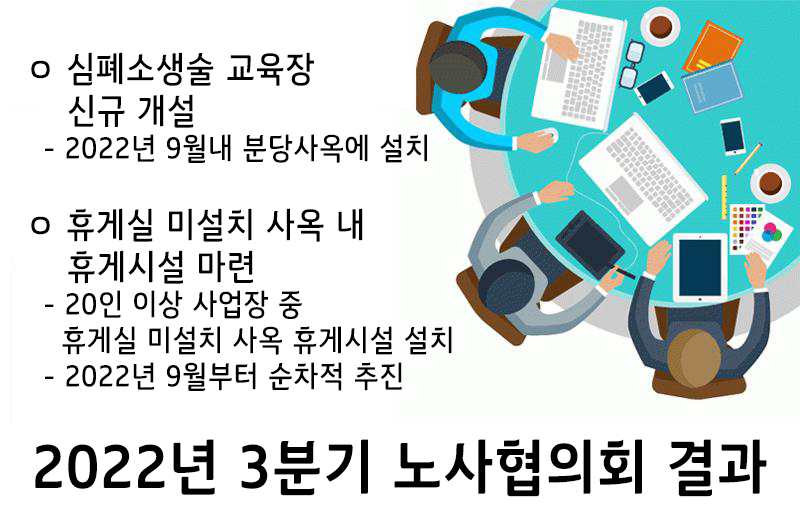 ㅇ 심폐소생술 교육장
신규 개설
- 2022년 9월내 분당사옥에 설치
ㅇ 휴게실 미설치 사옥 내
휴게시설 마련
- 20인 이상 사업장 중
휴게실 미설치 사옥 휴게시설 설치
- 2022년 9월부터 순차적 추진
2022년 3분기 노사협의회 결과